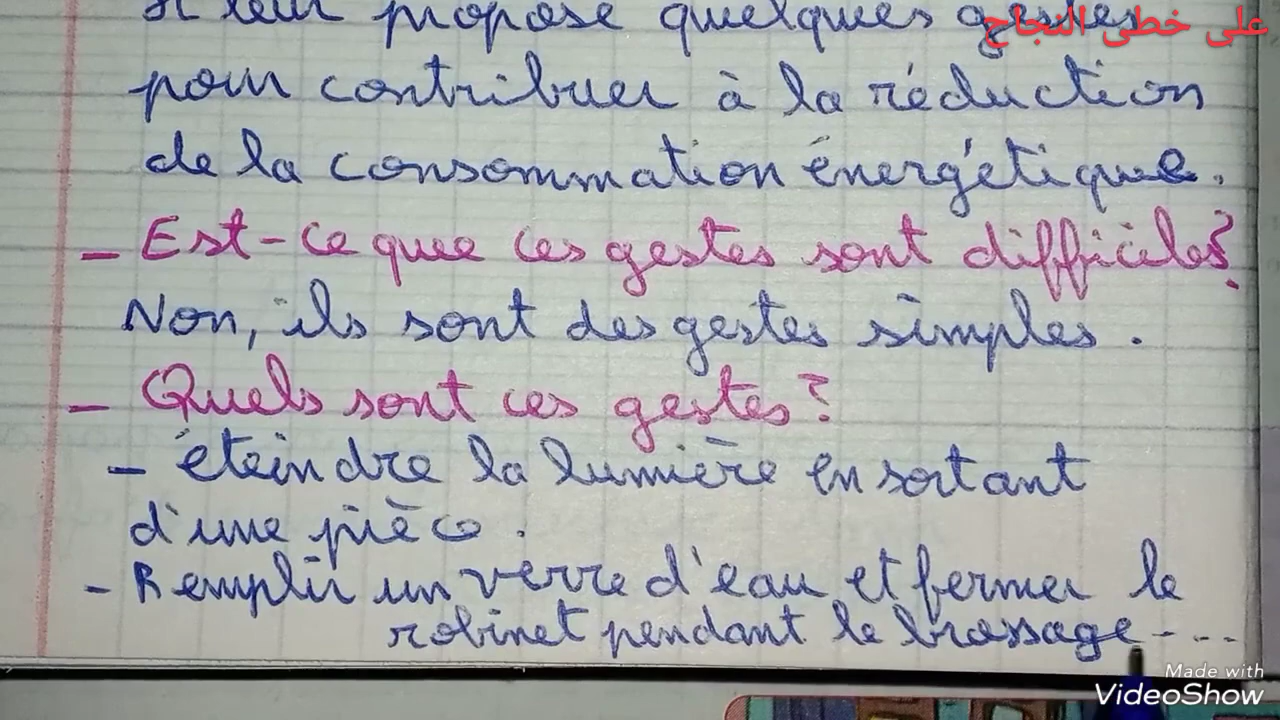 Il leur propose quelques gestes
على خطى النجاح
pour contribuer à la réduction
de la consommation énergétique.
- Est-ce que ces gestes sont difficiles?
Non, ils sont des gestes simples.
- Quels sont ces gestes?
- éteindre la lumière en sortant
d'une pièce.
- Remplir un verre d'eau et fermer le
robinet pendant le brossage - ...
Made with
VideoShow